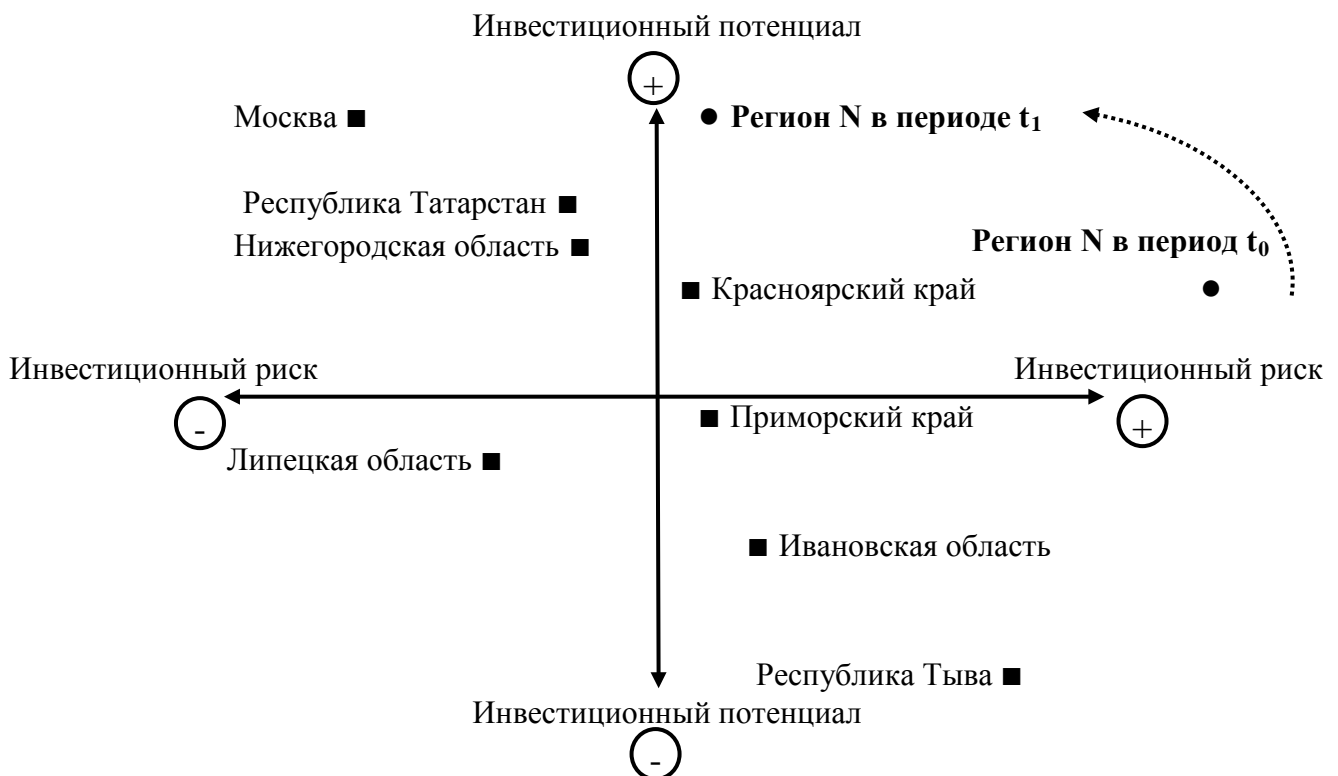 Инвестиционный потенциал
+
Москва
Регион N в периоде t₁
Республика Татарстан
Нижегородская область
Регион N в период t₀
Красноярский край
Инвестиционный риск
Инвестиционный риск
-
Приморский край
+
Липецкая область
Ивановская область
Республика Тыва
Инвестиционный потенциал
-